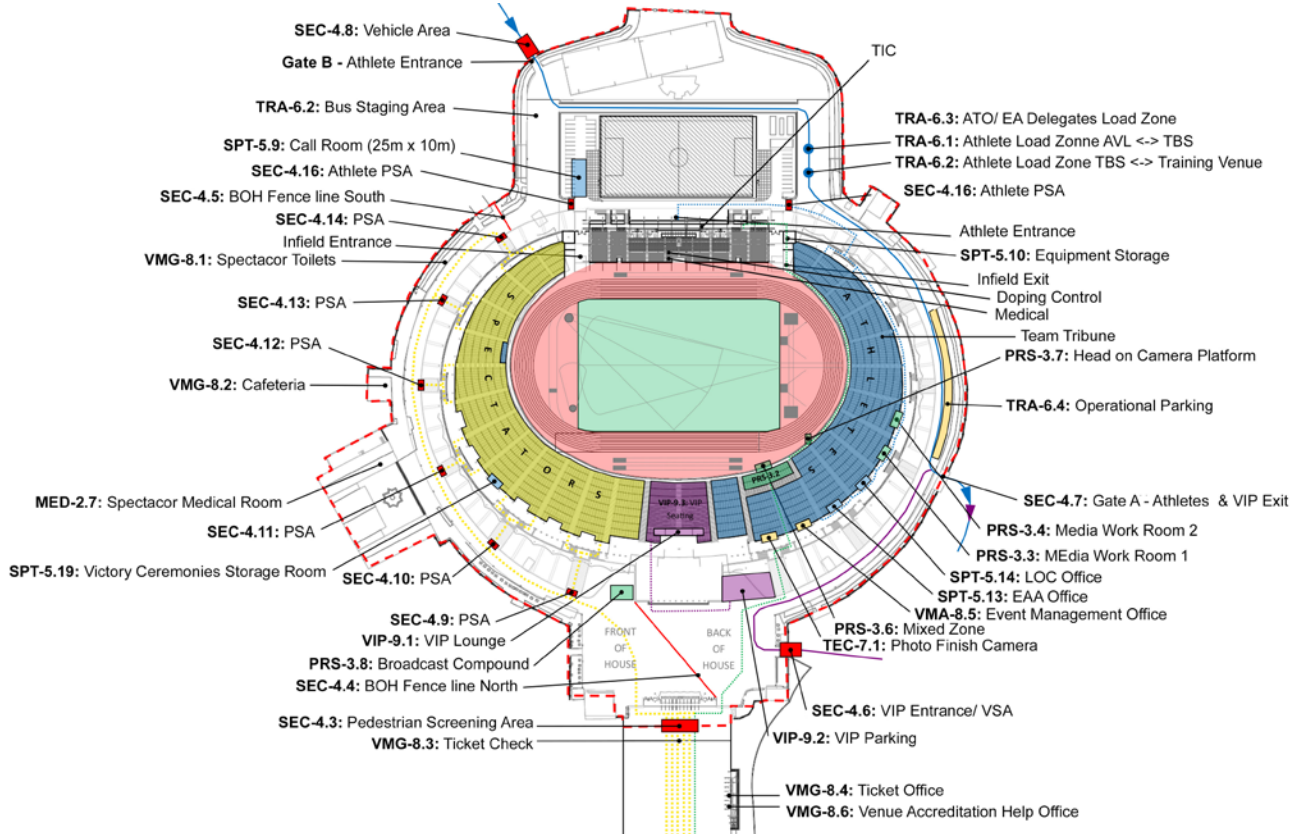 SEC-4.8: Vehicle Area
Gate B - Athlete Entrance
TRA-6.2: Bus Staging Area
SPT-5.9: Call Room (25m x 10m)
SEC-4.16: Athlete PSA
SEC-4.5: BOH Fence line South
SEC-4.14: PSA
Infield Entrance
VMG-8.1: Spectacor Toilets
SEC-4.13: PSA
SEC-4.12: PSA
VMG-8.2: Cafeteria
MED-2.7: Spectacor Medical Room
SEC-4.11: PSA
SPT-5.19: Victory Ceremonies Storage Room
SEC-4.10: PSA
SEC-4.9: PSA
VIP-9.1: VIP Lounge
PRS-3.8: Broadcast Compound
SEC-4.4: BOH Fence line North
SEC-4.3: Pedestrian Screening Area
VMG-8.3: Ticket Check
TIC
TRA-6.3: ATO/ EA Delegates Load Zone
TRA-6.1: Athlete Load Zonne AVL <-> TBS
TRA-6.2: Athlete Load Zone TBS <-> Training Venue
SEC-4.16: Athlete PSA
Athlete Entrance
SPT-5.10: Equipment Storage
Infield Exit
Doping Control
Medical
Team Tribune
PRS-3.7: Head on Camera Platform
TRA-6.4: Operational Parking
SEC-4.7: Gate A - Athletes & VIP Exit
PRS-3.4: Media Work Room 2
PRS-3.3: MEdia Work Room 1
SPT-5.14: LOC Office
SPT-5.13: EAA Office
VMA-8.5: Event Management Office
PRS-3.6: Mixed Zone
TEC-7.1: Photo Finish Camera
SEC-4.6: VIP Entrance/ VSA
VIP-9.2: VIP Parking
VMG-8.4: Ticket Office
VMG-8.6: Venue Accreditation Help Office
SPECTATORS
ATHLETES
PRS-3.2
VIP-9.3: VIP
Seating
FRONT
OF
HOUSE
BACK
OF
HOUSE